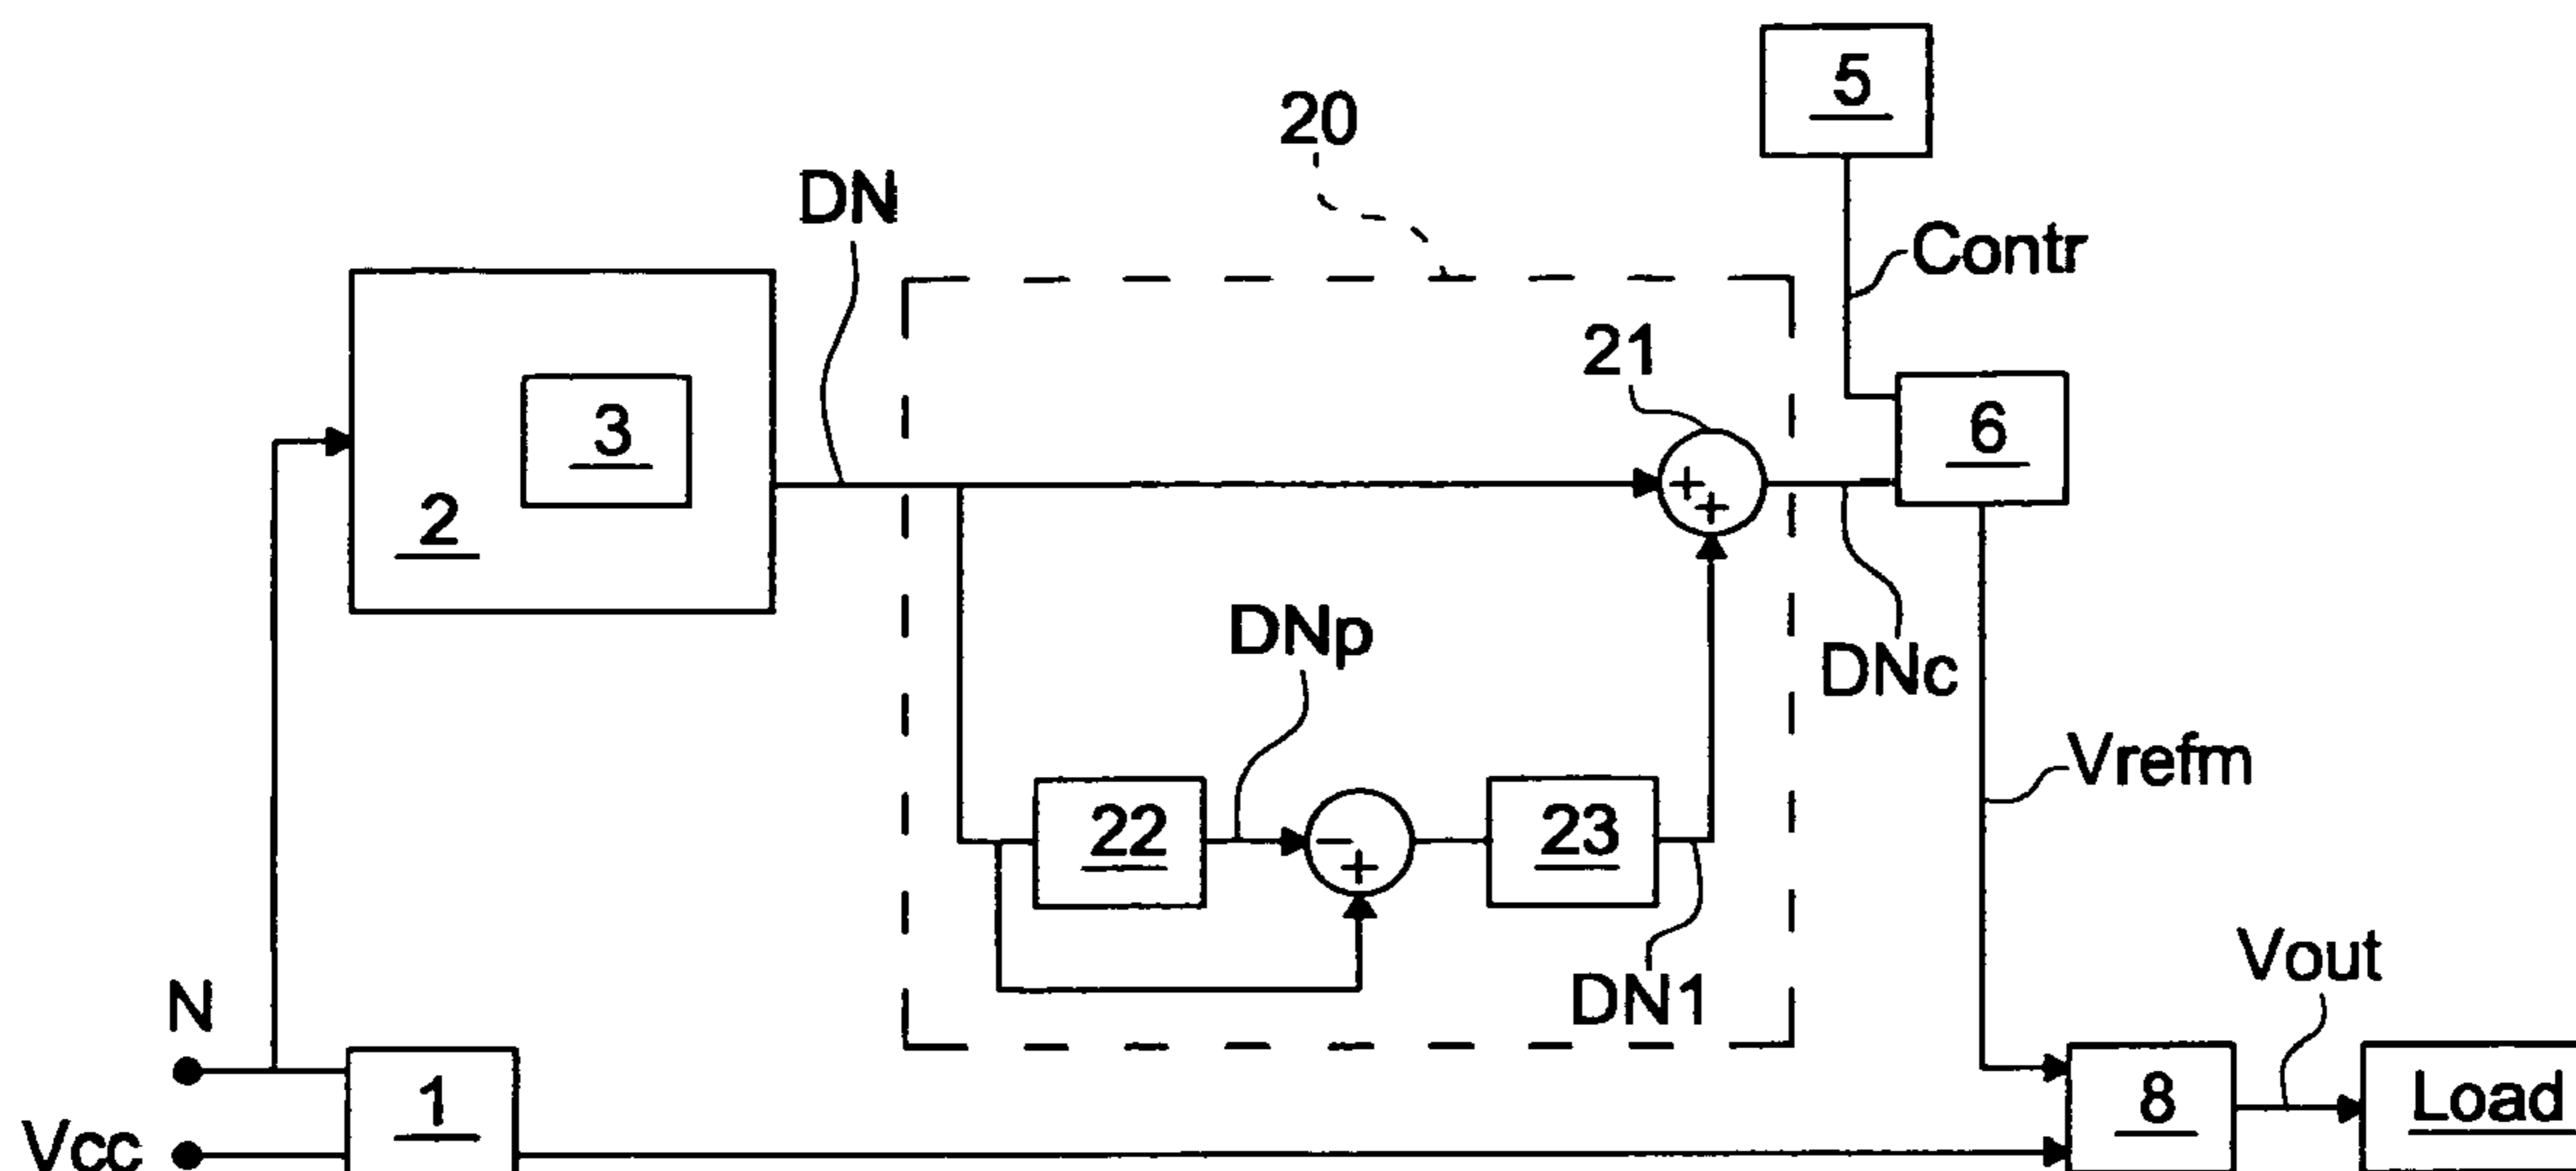 5
20
DN
Contr
21
3
6
2
+
+
DNp
DNc
Vrefm
22
−
+
23
Vout
N
DN1
1
8
Load
Vcc